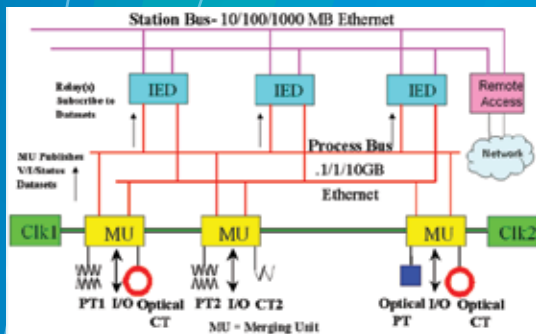 Station Bus- 10/100/1000 MB Ethernet
Relay(s)
Subscribe to
Datasets
IED
IED
IED
Remote
Access
Network
Process Bus
.1/1/10GB
Ethernet
MU Publishes
V/I/Status
Datasets
Clk1
MU
MU
MU
Clk2
PT1 I/O Optical
CT
PT2 I/O CT2
Optical I/O Optical
PT CT
MU = Merging Unit